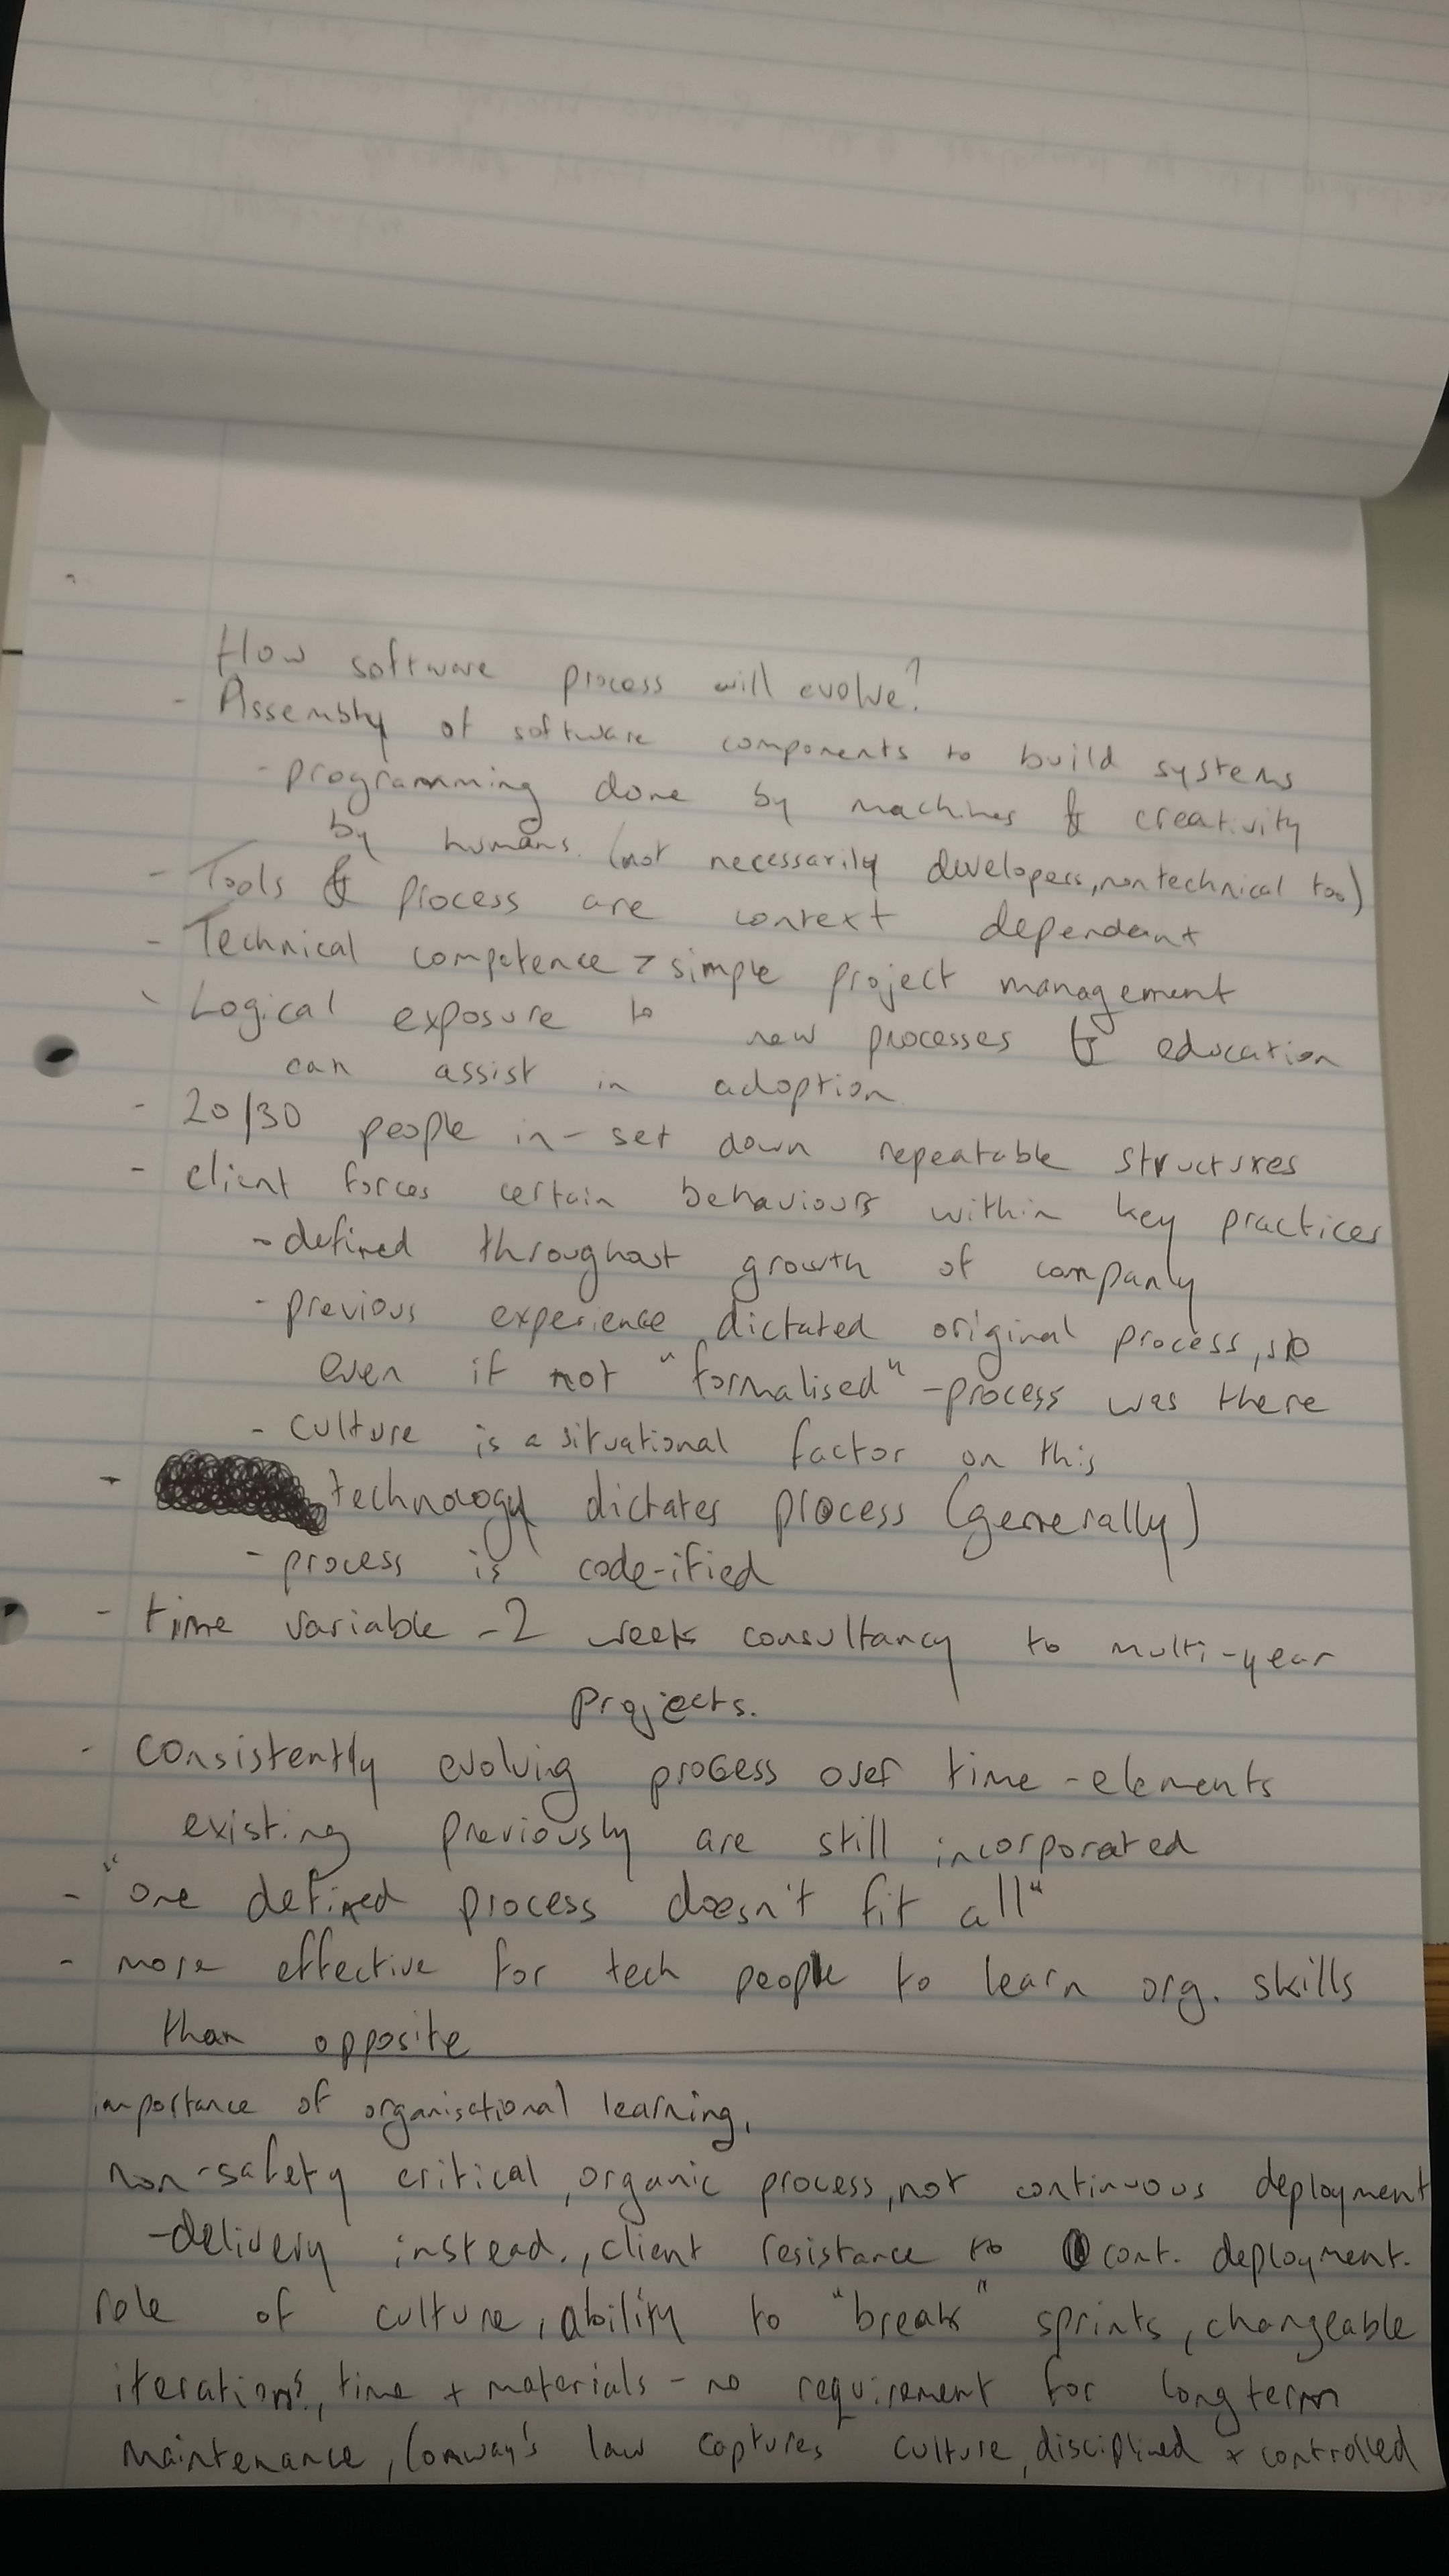 How software process will evolve?
- Assembly of software components to build systems
- programming done by machines & creativity
by humans. (not necessarily developers, non technical too)
- Tools & process are context dependent
- Technical competence > simple project management
- Logical exposure to new processes & education
can assist in adoption
- 20/30 people in - set down repeatable structures
- client forces certain behaviours within key practices
- defined throughout growth of company
- previous experience dictated original process, so
even if not "formalised" - process was there
- culture is a situational factor on this
- technology dictates process (generally)
- process is code-ified
- time variable - 2 week consultancy to multi-year
projects.
- consistently evolving process over time - elements
existing previously are still incorporated
- "one defined process doesn't fit all"
- more effective for tech people to learn org. skills
than opposite
importance of organisational learning,
non-safety critical, organic process, not continuous deployment
- delivery instead., client resistance to cont. deployment.
role of culture, ability to "break" sprints, changeable
iterations, time + materials - no requirement for long term
maintenance, Conway's law captures culture, disciplined + controlled